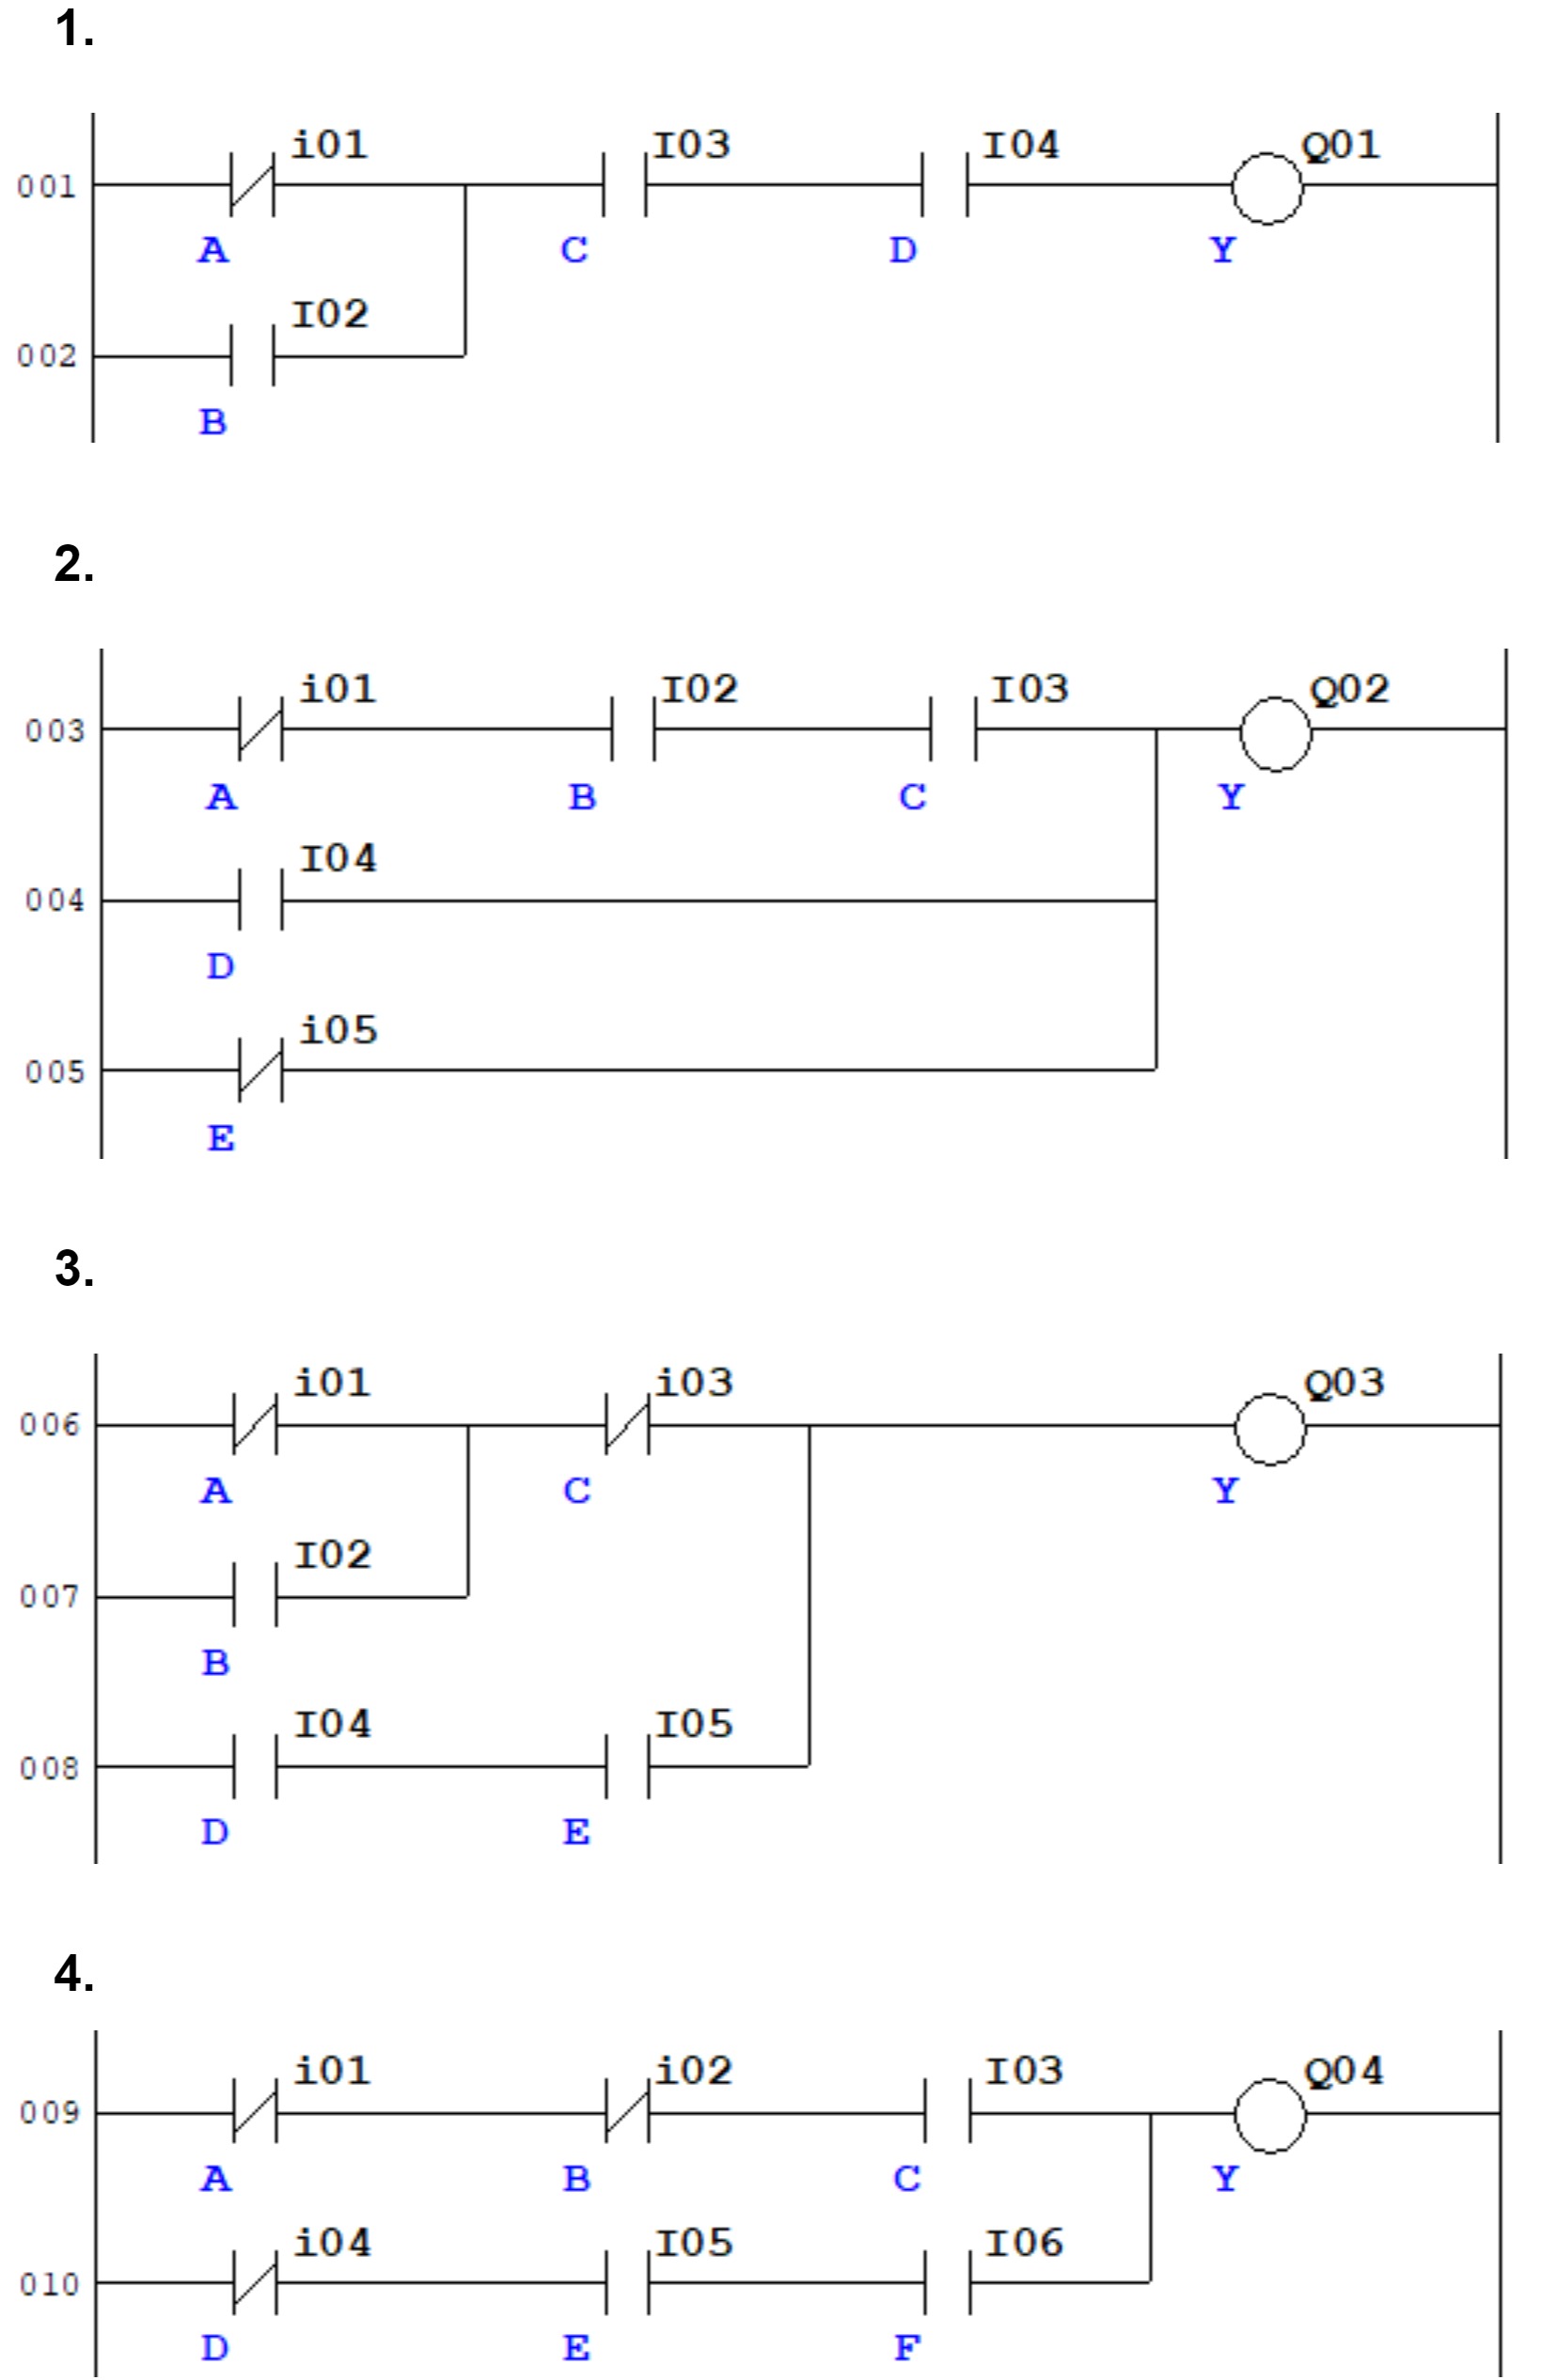 1.
i01 I03 I04 Q01
001
A C D Y
I02
002
B
2.
i01 I02 I03 Q02
003
A B C Y
I04
004
D
i05
005
E
3.
i01 i03 Q03
006
A C Y
I02
007
B
I04 I05
008
D E
4.
i01 i02 I03 Q04
009
A B C Y
i04 I05 I06
010
D E F